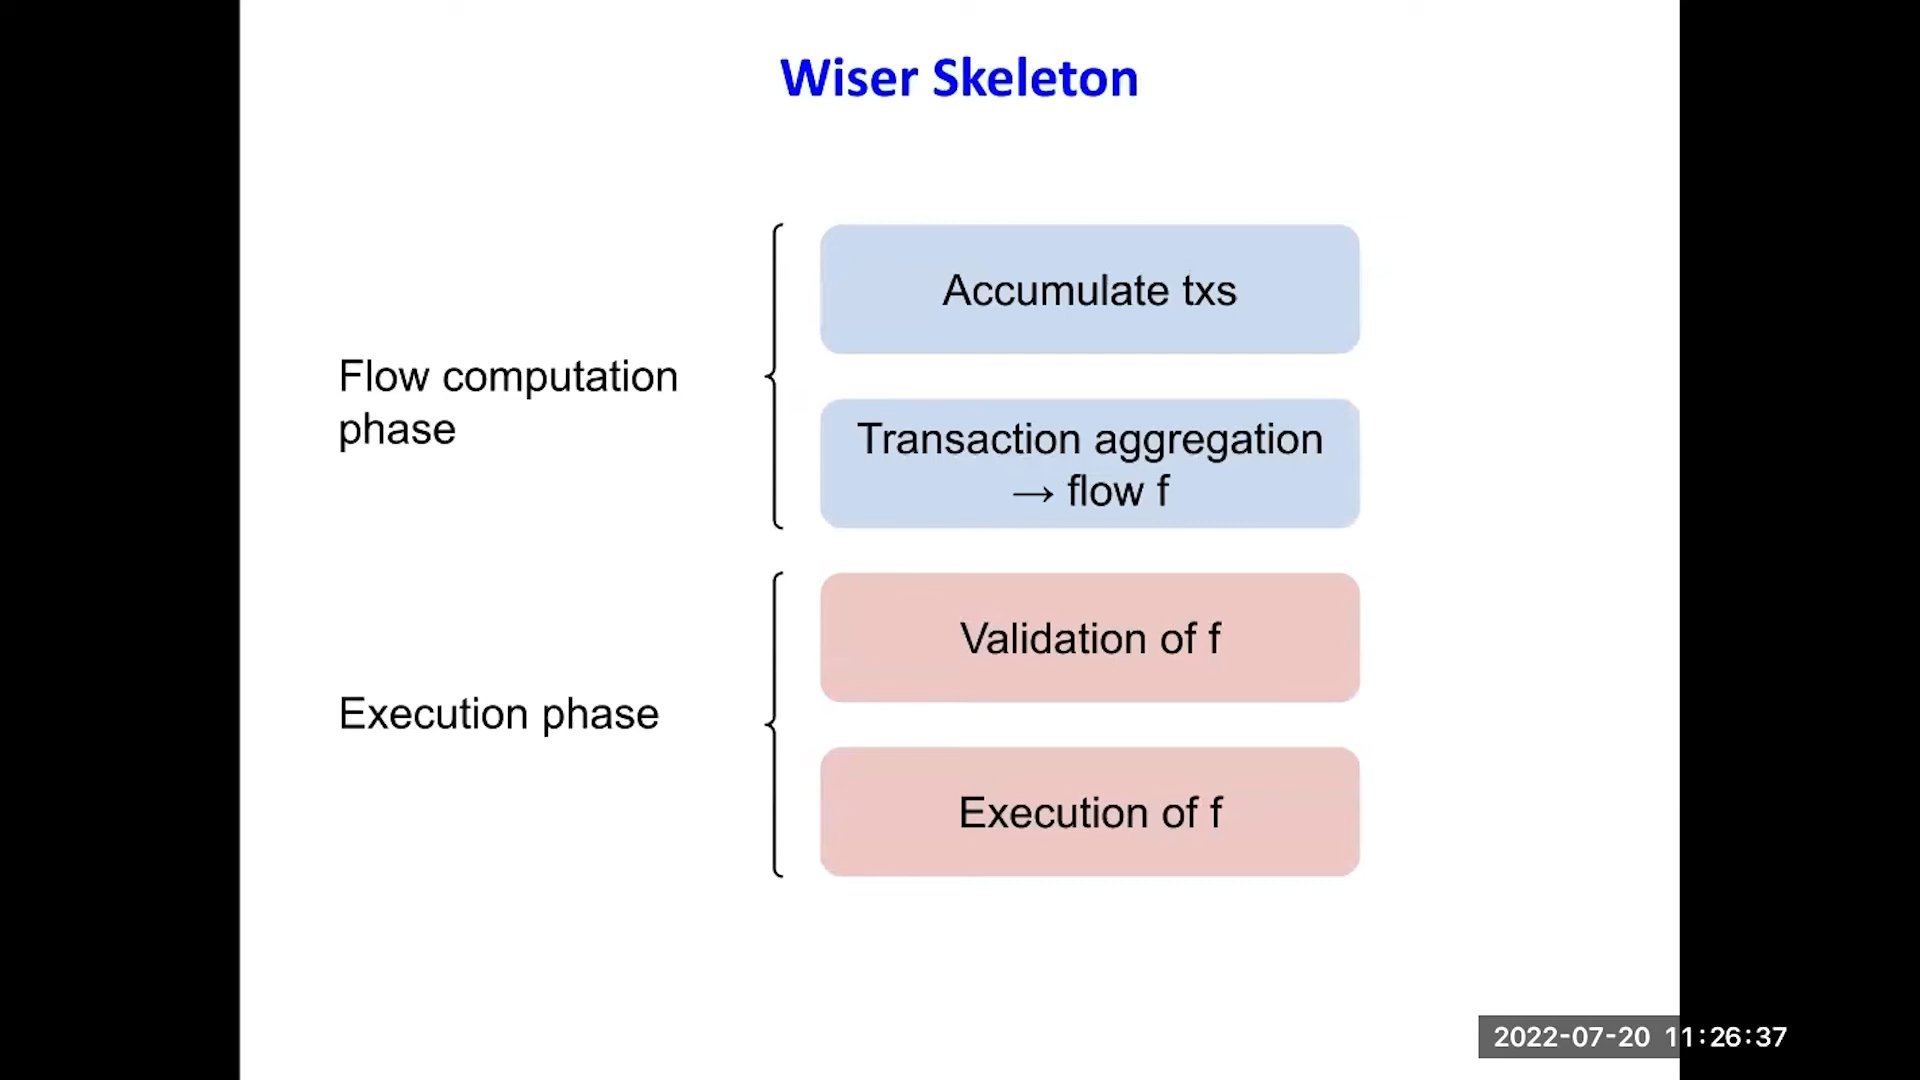 Wiser Skeleton
Accumulate txs
Flow computation
phase
Transaction aggregation
→ flow f
Validation of f
Execution phase
Execution of f
2022-07-20 11:26:37